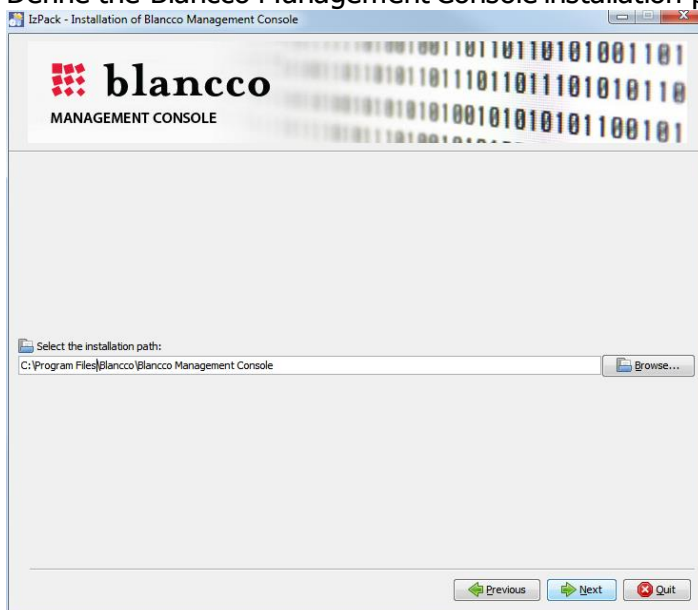 Define the Blancco Management Console installation p
IzPack - Installation of Blancco Management Console
blancco
MANAGEMENT CONSOLE
Select the installation path:
C:\Program Files\Blancco\Blancco Management Console
Browse...
Previous
Next
Quit